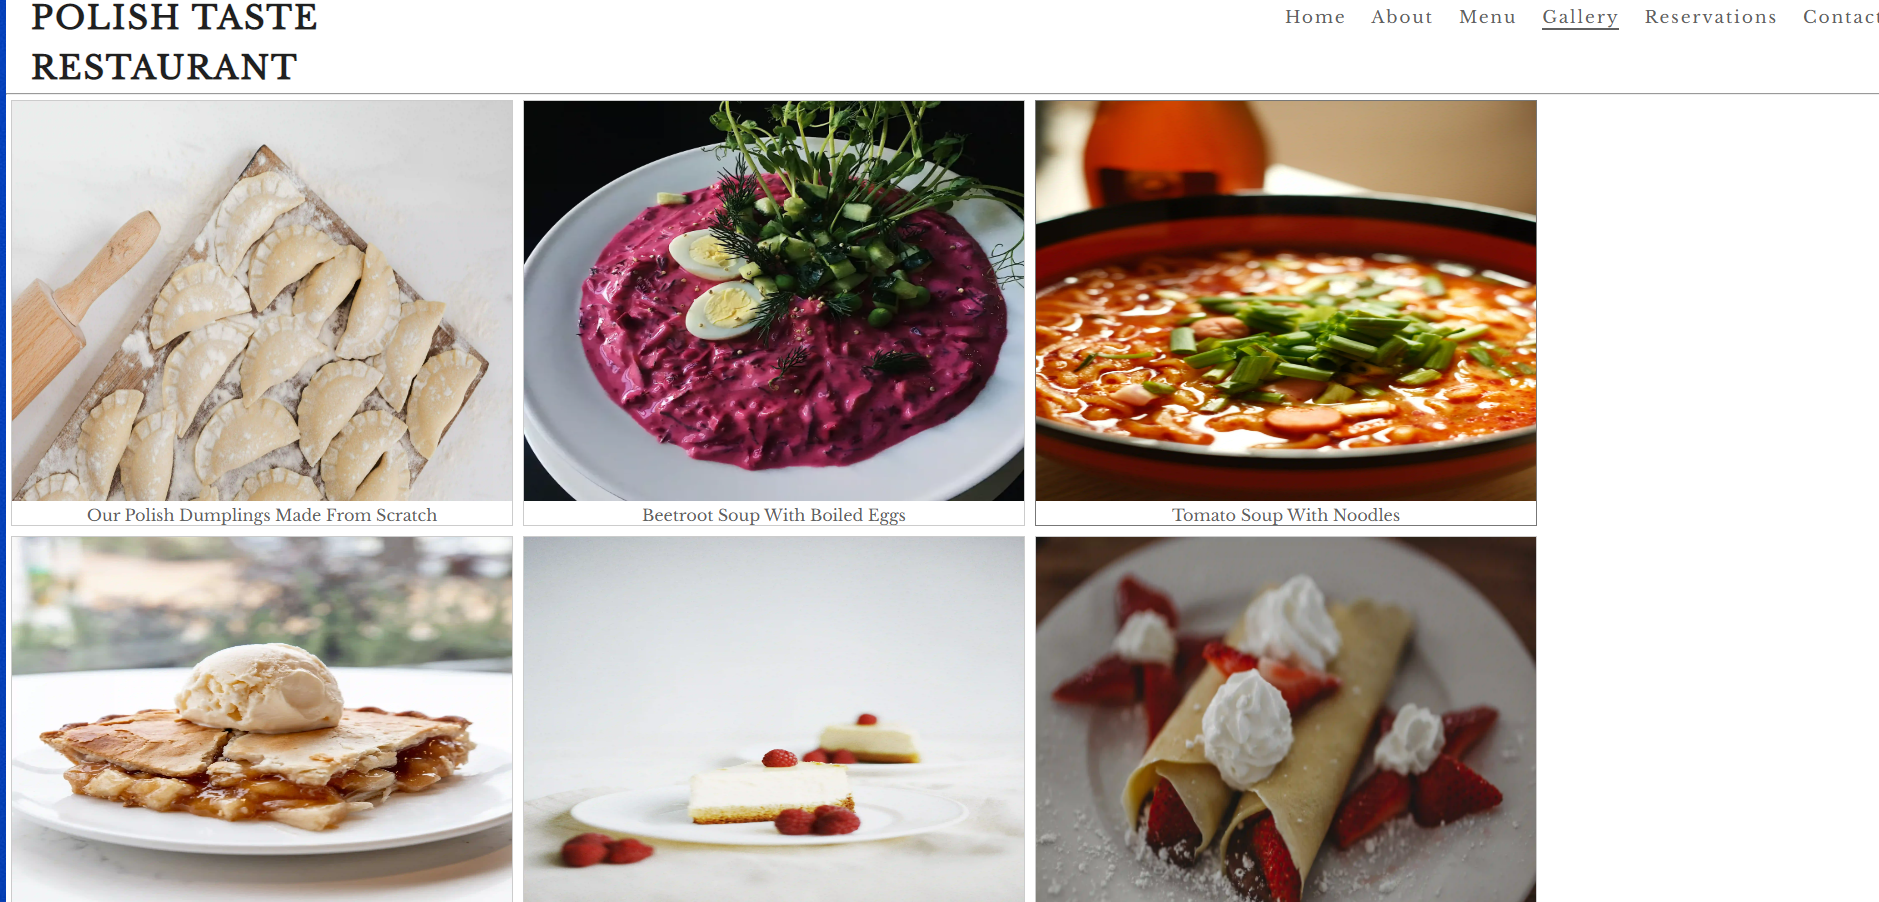 POLISH TASTE
RESTAURANT
Home About Menu Gallery Reservations Contact
Our Polish Dumplings Made From Scratch
Beetroot Soup With Boiled Eggs
Tomato Soup With Noodles